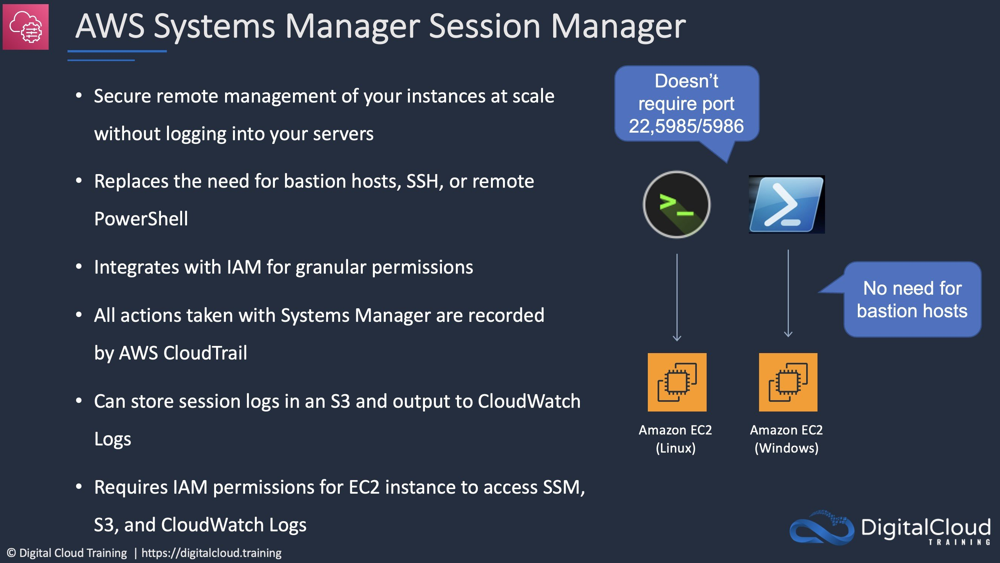 AWS Systems Manager Session Manager
• Secure remote management of your instances at scale
without logging into your servers
• Replaces the need for bastion hosts, SSH, or remote
PowerShell
• Integrates with IAM for granular permissions
• All actions taken with Systems Manager are recorded
by AWS CloudTrail
• Can store session logs in an S3 and output to CloudWatch
Logs
• Requires IAM permissions for EC2 instance to access SSM,
S3, and CloudWatch Logs
Doesn’t
require port
22,5985/5986
No need for
bastion hosts
Amazon EC2
(Linux)
Amazon EC2
(Windows)
© Digital Cloud Training | https://digitalcloud.training
DigitalCloud
TRAINING